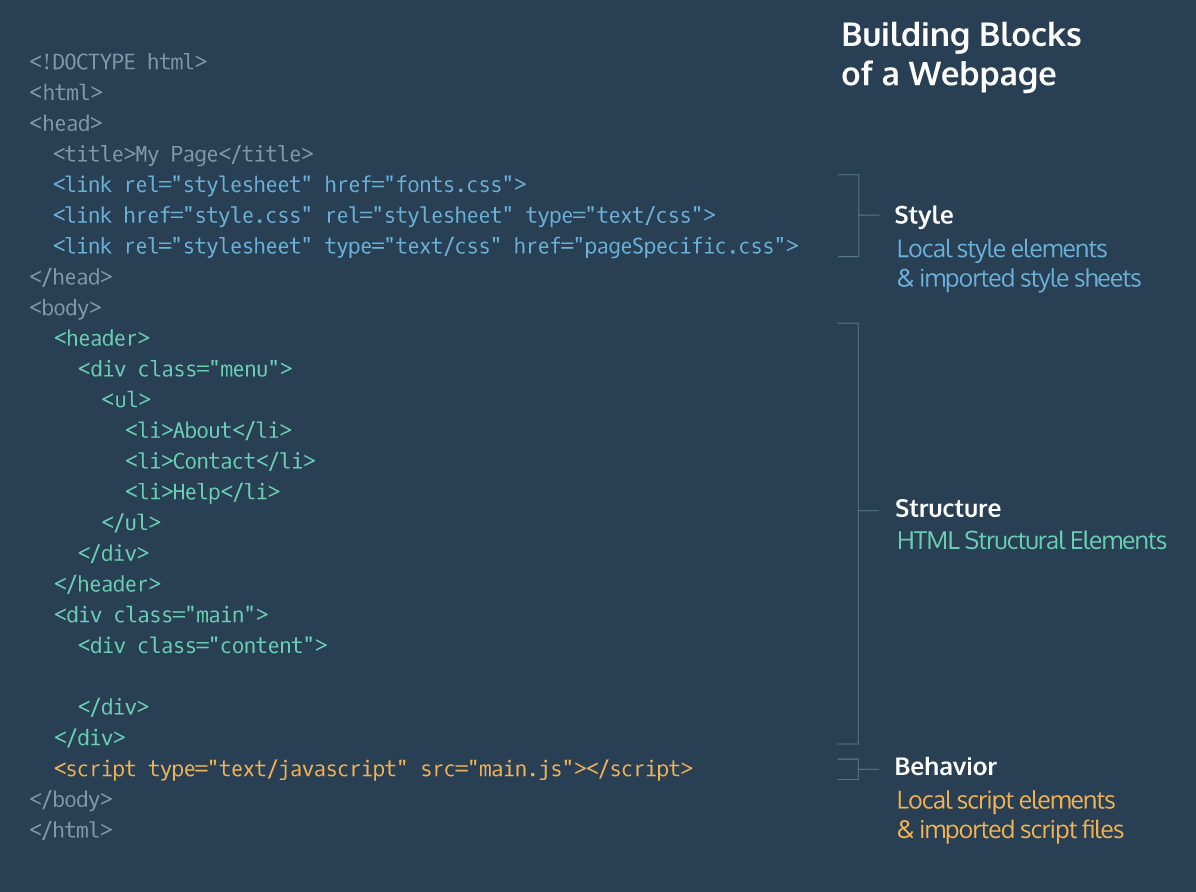 Building Blocks
of a Webpage
<!DOCTYPE html>
<html>
<head>
<title>My Page</title>
<link rel="stylesheet" href="fonts.css">
<link href="style.css" rel="stylesheet" type="text/css">
<link rel="stylesheet" type="text/css" href="pageSpecific.css">
</head>
<body>
<header>
<div class="menu">
<ul>
<li>About</li>
<li>Contact</li>
<li>Help</li>
</ul>
</div>
</header>
<div class="main">
<div class="content">
</div>
</div>
<script type="text/javascript" src="main.js"></script>
</body>
</html>
Style
Local style elements
& imported style sheets
Structure
HTML Structural Elements
Behavior
Local script elements
& imported script files